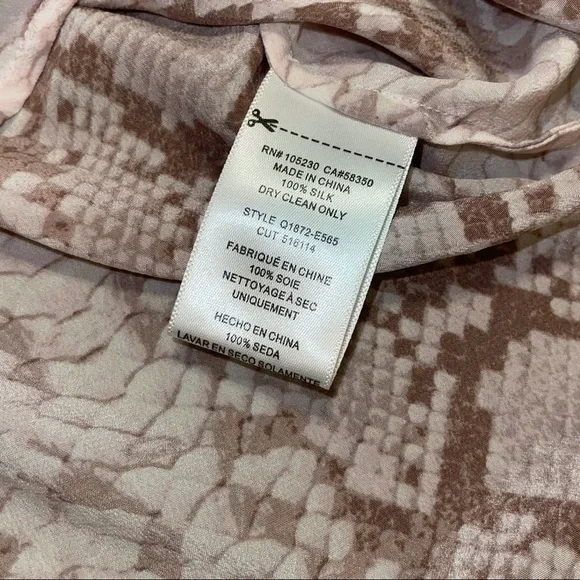 RN# 105230 CA#58350
MADE IN CHINA
100% SILK
DRY CLEAN ONLY
STYLE Q1872-E565
CUT 516114
FABRIQUÉ EN CHINE
100% SOIE
NETTOYAGE À SEC
UNIQUEMENT
HECHO EN CHINA
100% SEDA
LAVAR EN SECO SOLAMENTE